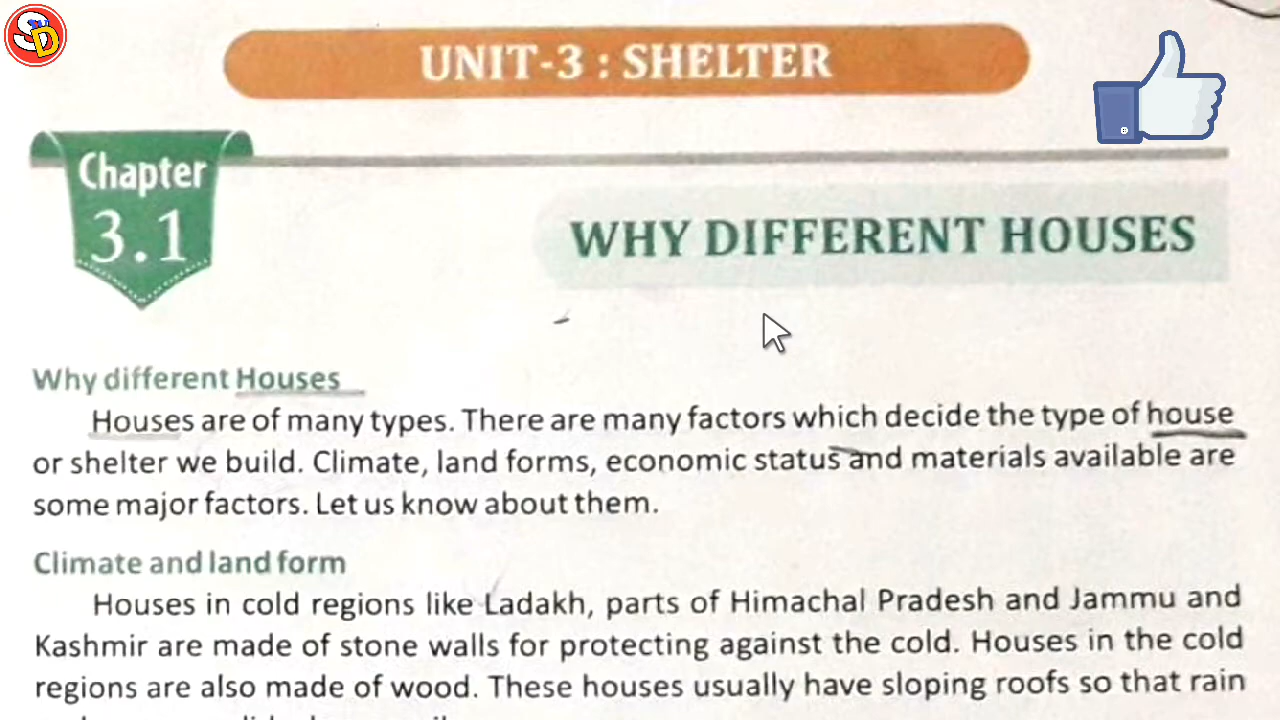 SD
UNIT-3 : SHELTER
Chapter
3.1
WHY DIFFERENT HOUSES
Why different Houses
Houses are of many types. There are many factors which decide the type of house
or shelter we build. Climate, land forms, economic status and materials available are
some major factors. Let us know about them.
Climate and land form
Houses in cold regions like Ladakh, parts of Himachal Pradesh and Jammu and
Kashmir are made of stone walls for protecting against the cold. Houses in the cold
regions are also made of wood. These houses usually have sloping roofs so that rain